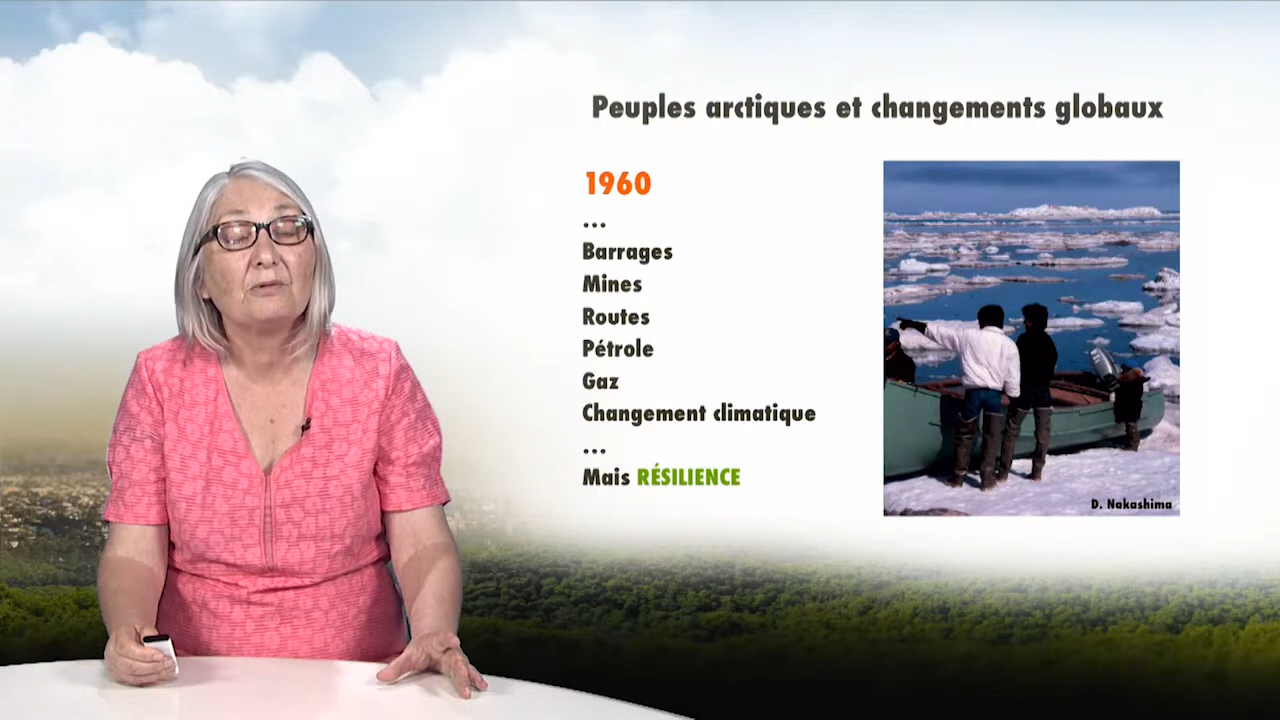 Peuples arctiques et changements globaux
1960
...
Barrages
Mines
Routes
Pétrole
Gaz
Changement climatique
...
Mais RÉSILIENCE
D. Nakashima